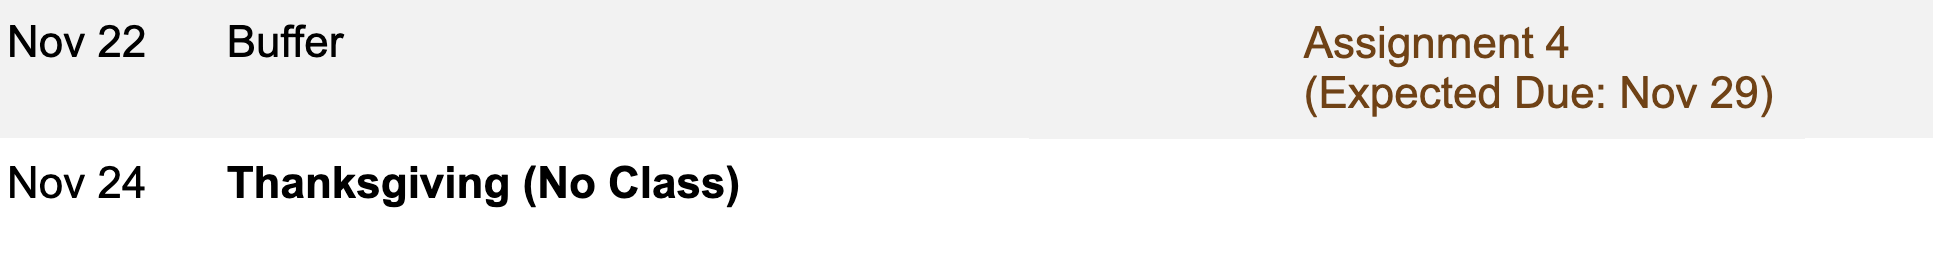 Nov 22 Buffer Assignment 4
(Expected Due: Nov 29)
Nov 24 Thanksgiving (No Class)